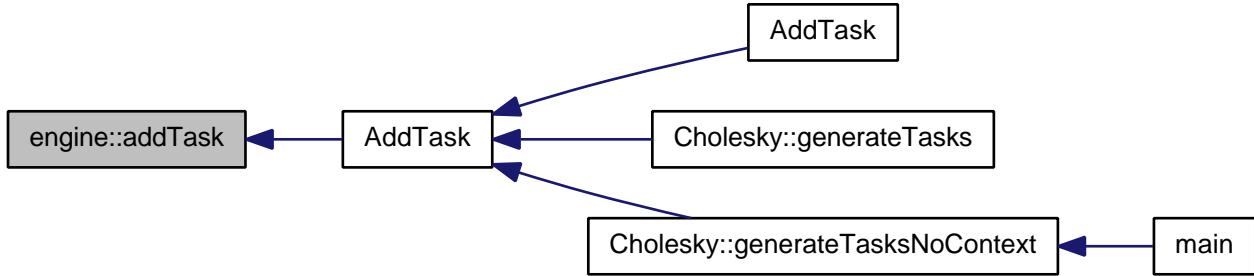 AddTask
engine::addTask
AddTask
Cholesky::generateTasks
Cholesky::generateTasksNoContext
main